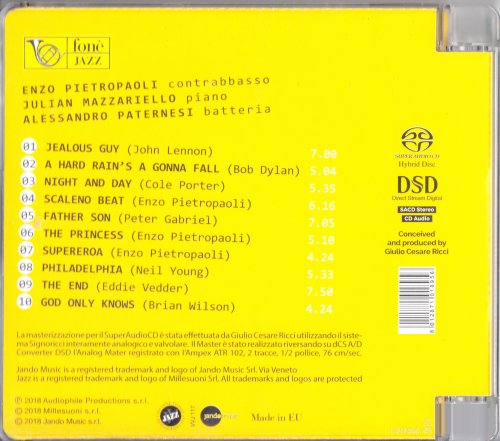 fonè
JAZZ
ENZO PIETROPAOLI contrabbasso
JULIAN MAZZARIELLO piano
ALESSANDRO PATERNESI batteria
01 JEALOUS GUY (John Lennon) 7.00
02 A HARD RAIN'S A GONNA FALL (Bob Dylan) 5.04
03 NIGHT AND DAY (Cole Porter) 5.35
04 SCALENO BEAT (Enzo Pietropaoli) 6.16
05 FATHER SON (Peter Gabriel) 7.05
06 THE PRINCESS (Enzo Pietropaoli) 5.10
07 SUPEREROA (Enzo Pietropaoli) 4.24
08 PHILADELPHIA (Neil Young) 5.33
09 THE END (Eddie Vedder) 7.50
10 GOD ONLY KNOWS (Brian Wilson) 4.24
SUPER AUDIO CD
Hybrid Disc
DSD
Direct Stream Digital
SACD Stereo
CD Audio
Conceived
and produced by
Giulio Cesare Ricci
La masterizzazione per il SuperAudioCD è stata effettuata da Giulio Cesare Ricci utilizzando il siste-
ma Signoricci interamente analogico e valvolare. Il Master è stato realizzato riversando su dCS A/D
Converter DSD l'Analog Mater registrato con l'Ampex ATR 102, 2 tracce, 1/2 pollice, 76 cm/sec.
Jando Music is a registered trademark and logo of Jando Music Srl. Via Veneto
Jazz is a registered trademark and logo of Millesuoni Srl. All trademarks and logos are protected
℗ 2018 Audiophile Productions s.r.l.
© 2018 Millesuoni s.r.l.
© 2018 Jando Music s.r.l.
JAZZ
VVJ 117
jandomusic
Made in EU